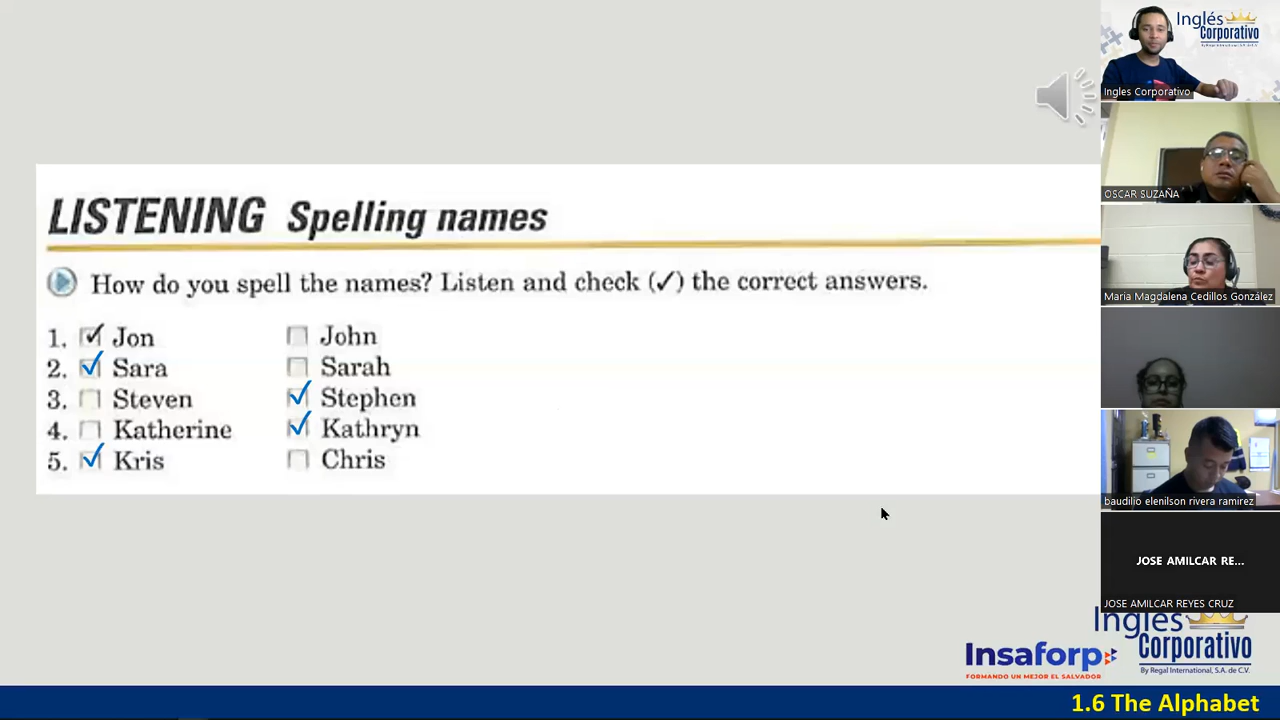 LISTENING Spelling names
How do you spell the names? Listen and check (✓) the correct answers.
1. ✓ Jon John
2. ✓ Sara Sarah
3. Steven ✓ Stephen
4. Katherine ✓ Kathryn
5. ✓ Kris Chris
Inglés
Corporativo
Ingles Corporativo
OSCAR SUZAÑA
Maria Magdalena Cedillos González
baudilio elenilson rivera ramirez
JOSE AMILCAR RE...
JOSE AMILCAR REYES CRUZ
Inglés
Corporativo
By Regal International, S.A. de C.V.
Insaforp
FORMANDO UN MEJOR EL SALVADOR
1.6 The Alphabet